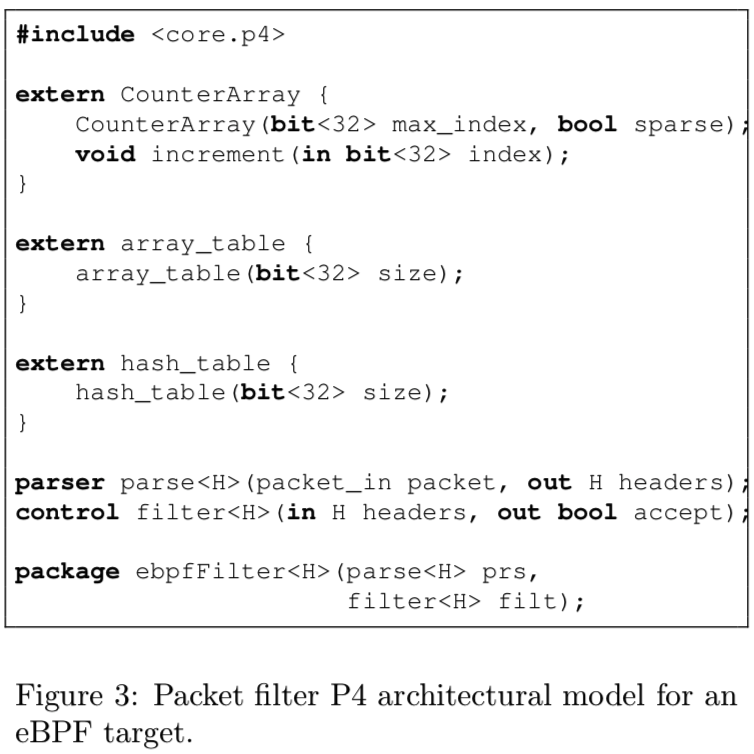 #include <core.p4>
extern CounterArray {
    CounterArray(bit<32> max_index, bool sparse);
    void increment(in bit<32> index);
}
extern array_table {
    array_table(bit<32> size);
}
extern hash_table {
    hash_table(bit<32> size);
}
parser parse<H>(packet_in packet, out H headers);
control filter<H>(in H headers, out bool accept);
package ebpfFilter<H>(parse<H> prs,
                      filter<H> filt);
Figure 3: Packet filter P4 architectural model for an
eBPF target.